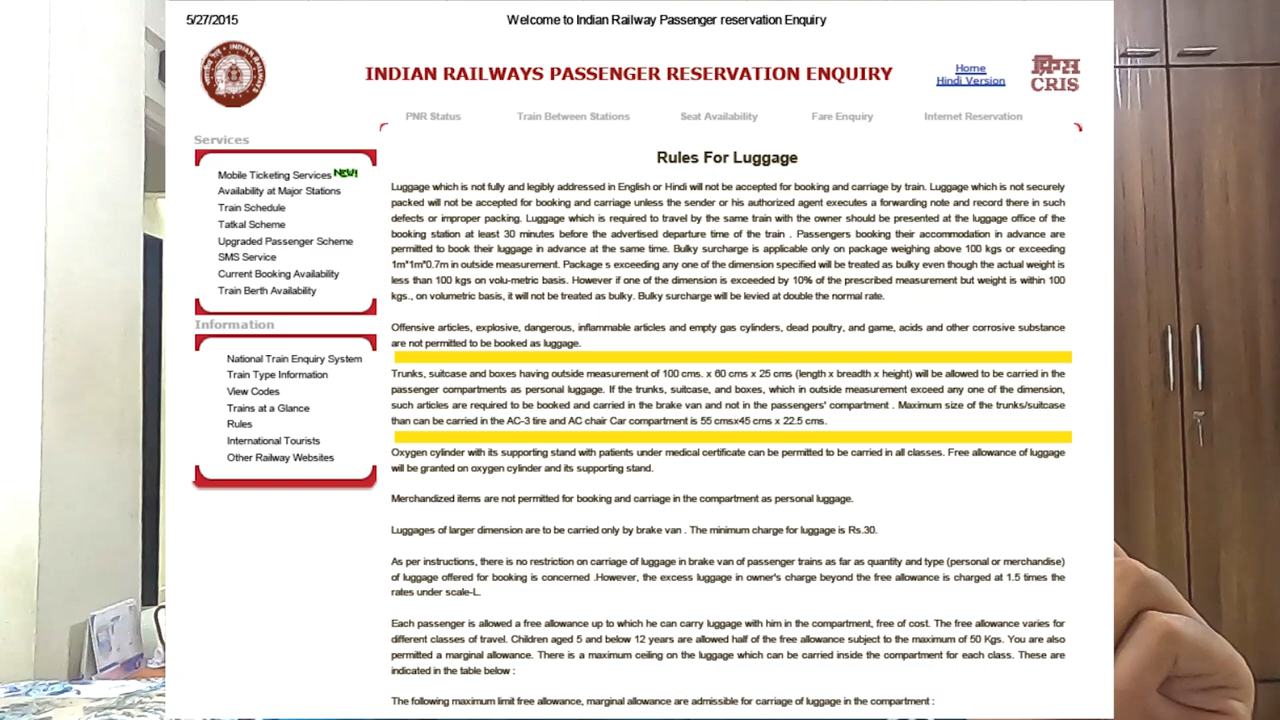 5/27/2015
Welcome to Indian Railway Passenger reservation Enquiry
INDIAN RAILWAYS PASSENGER RESERVATION ENQUIRY
Home
Hindi Version
क्रिस
CRIS
PNR Status
Train Between Stations
Seat Availability
Fare Enquiry
Internet Reservation
Services
Mobile Ticketing Services NEW!
Availability at Major Stations
Train Schedule
Tatkal Scheme
Upgraded Passenger Scheme
SMS Service
Current Booking Availability
Train Berth Availability
Information
National Train Enquiry System
Train Type Information
View Codes
Trains at a Glance
Rules
International Tourists
Other Railway Websites
Rules For Luggage
Luggage which is not fully and legibly addressed in English or Hindi will not be accepted for booking and carriage by train. Luggage which is not securely
packed will not be accepted for booking and carriage unless the sender or his authorized agent executes a forwarding note and record there in such
defects or improper packing. Luggage which is required to travel by the same train with the owner should be presented at the luggage office of the
booking station at least 30 minutes before the advertised departure time of the train . Passengers booking their accommodation in advance are
permitted to book their luggage in advance at the same time. Bulky surcharge is applicable only on package weighing above 100 kgs or exceeding
1m*1m*0.7m in outside measurement. Package s exceeding any one of the dimension specified will be treated as bulky even though the actual weight is
less than 100 kgs on volu-metric basis. However if one of the dimension is exceeded by 10% of the prescribed measurement but weight is within 100
kgs., on volumetric basis, it will not be treated as bulky. Bulky surcharge will be levied at double the normal rate.
Offensive articles, explosive, dangerous, inflammable articles and empty gas cylinders, dead poultry, and game, acids and other corrosive substance
are not permitted to be booked as luggage.
Trunks, suitcase and boxes having outside measurement of 100 cms. x 60 cms x 25 cms (length x breadth x height) will be allowed to be carried in the
passenger compartments as personal luggage. If the trunks, suitcase, and boxes, which in outside measurement exceed any one of the dimension,
such articles are required to be booked and carried in the brake van and not in the passengers' compartment . Maximum size of the trunks/suitcase
than can be carried in the AC-3 tire and AC chair Car compartment is 55 cmsx45 cms x 22.5 cms.
Oxygen cylinder with its supporting stand with patients under medical certificate can be permitted to be carried in all classes. Free allowance of luggage
will be granted on oxygen cylinder and its supporting stand.
Merchandized items are not permitted for booking and carriage in the compartment as personal luggage.
Luggages of larger dimension are to be carried only by brake van . The minimum charge for luggage is Rs.30.
As per instructions, there is no restriction on carriage of luggage in brake van of passenger trains as far as quantity and type (personal or merchandise)
of luggage offered for booking is concerned .However, the excess luggage in owner's charge beyond the free allowance is charged at 1.5 times the
rates under scale-L.
Each passenger is allowed a free allowance up to which he can carry luggage with him in the compartment, free of cost. The free allowance varies for
different classes of travel. Children aged 5 and below 12 years are allowed half of the free allowance subject to the maximum of 50 Kgs. You are also
permitted a marginal allowance. There is a maximum ceiling on the luggage which can be carried inside the compartment for each class. These are
indicated in the table below :
The following maximum limit free allowance, marginal allowance are admissible for carriage of luggage in the compartment :